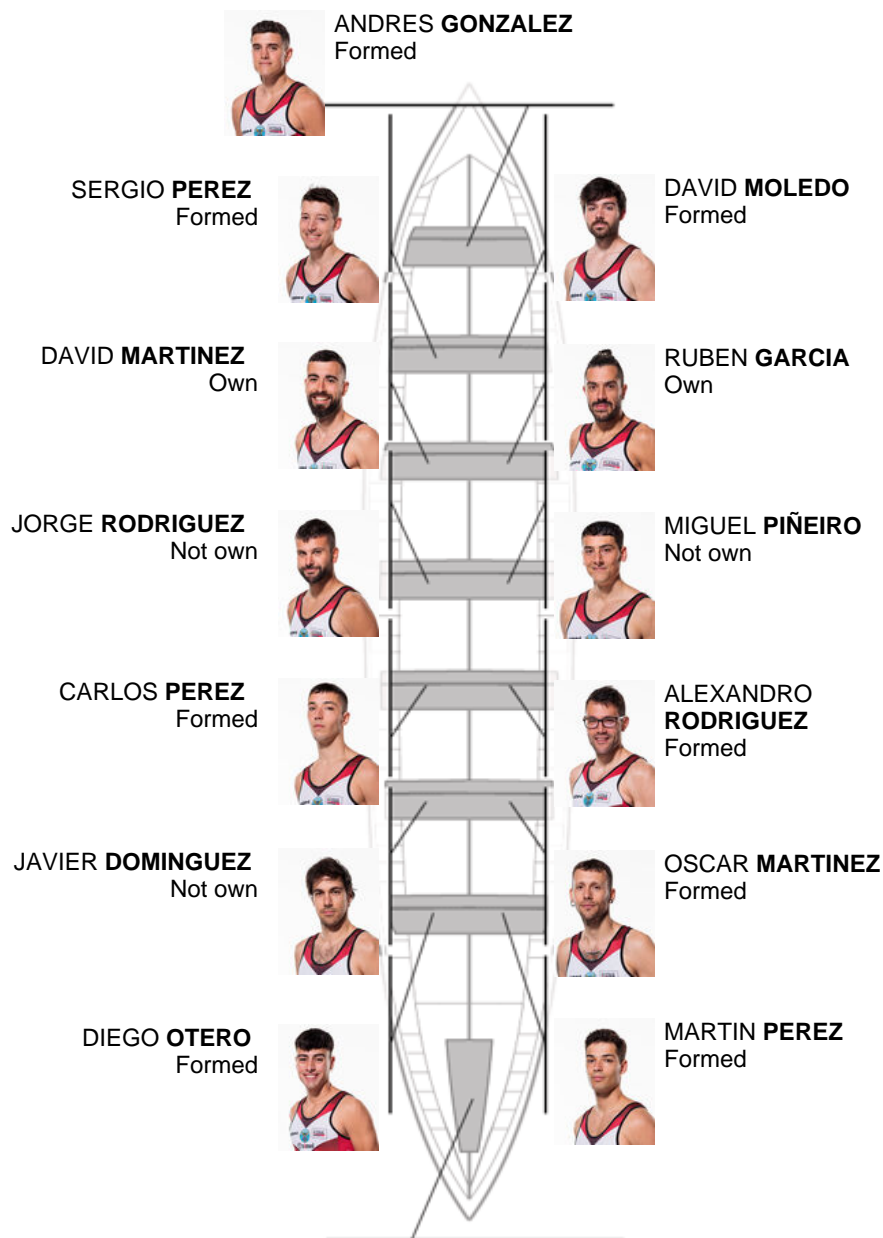 ANDRES GONZALEZ
Formed
SERGIO PEREZ
Formed
DAVID MOLEDO
Formed
DAVID MARTINEZ
Own
RUBEN GARCIA
Own
JORGE RODRIGUEZ
Not own
MIGUEL PIÑEIRO
Not own
CARLOS PEREZ
Formed
ALEXANDRO
RODRIGUEZ
Formed
JAVIER DOMINGUEZ
Not own
OSCAR MARTINEZ
Formed
DIEGO OTERO
Formed
MARTIN PEREZ
Formed